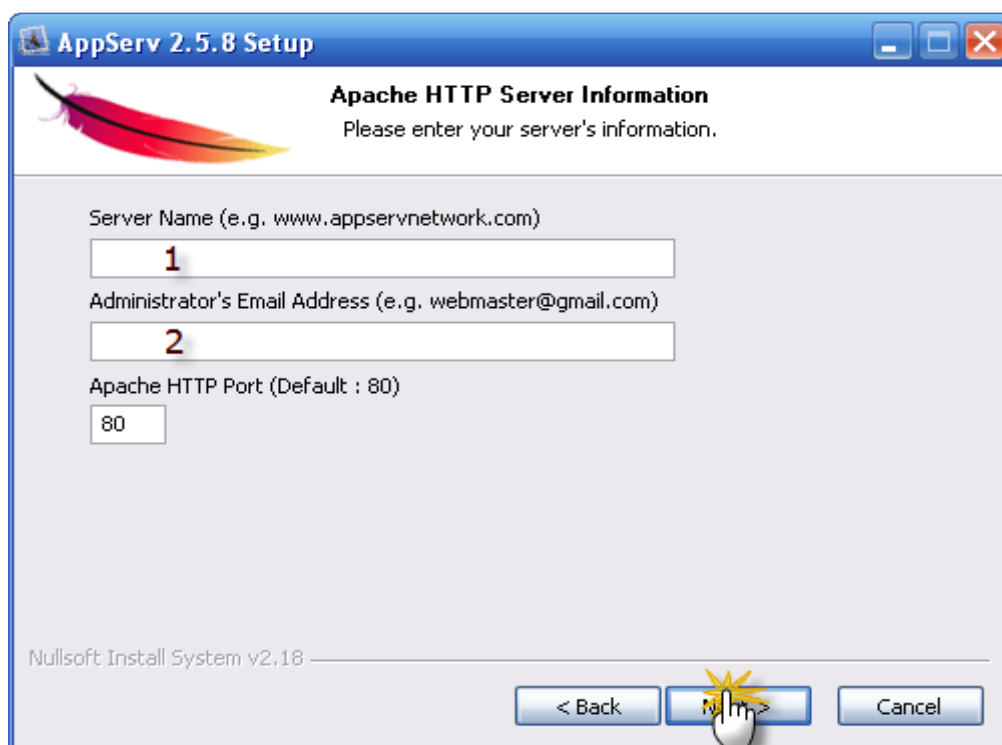 AppServ 2.5.8 Setup
Apache HTTP Server Information
Please enter your server's information.
Server Name (e.g. www.appservnetwork.com)
1
Administrator's Email Address (e.g. webmaster@gmail.com)
2
Apache HTTP Port (Default : 80)
80
Nullsoft Install System v2.18
< Back
Cancel